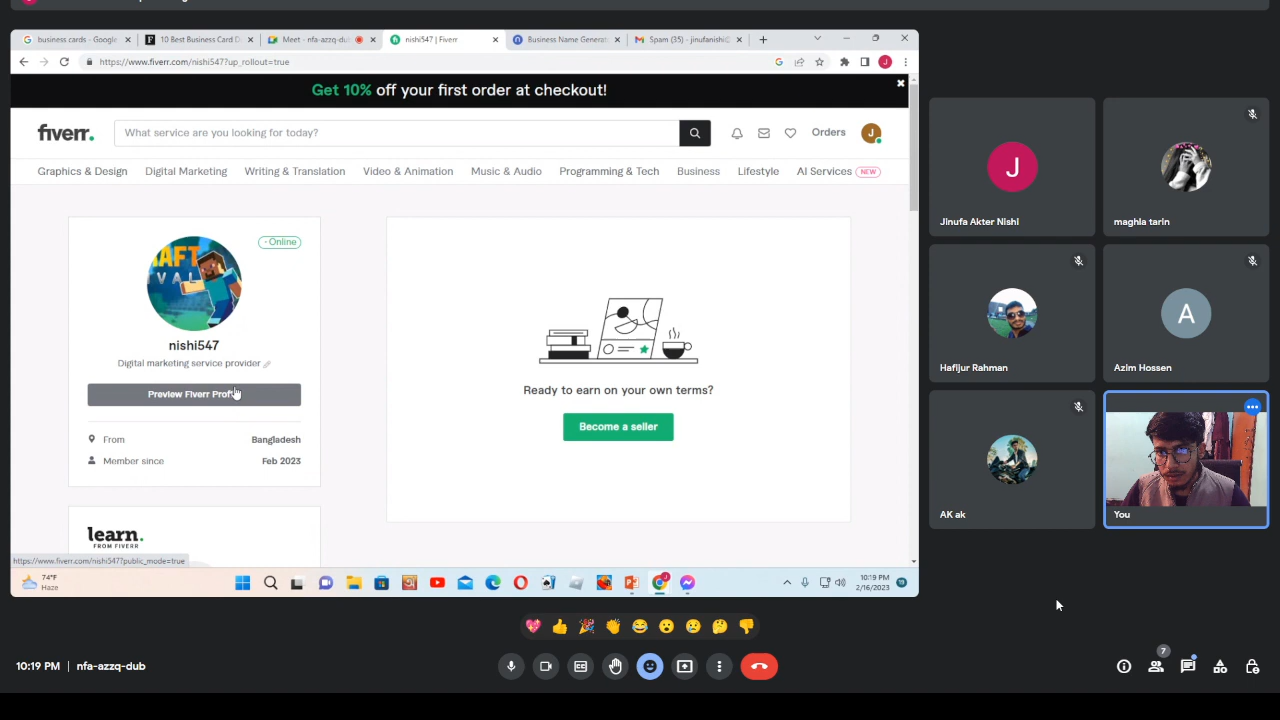 business cards - Google
10 Best Business Card D
Meet - nfa-azzq-dub
nishi547 | Fiverr
Business Name Generat
Spam (35) - jinufanishi
https://www.fiverr.com/nishi547?up_rollout=true
J
Get 10% off your first order at checkout!
fiverr.
What service are you looking for today?
Orders
J
Graphics & Design
Digital Marketing
Writing & Translation
Video & Animation
Music & Audio
Programming & Tech
Business
Lifestyle
AI Services NEW
Online
nishi547
Digital marketing service provider
Preview Fiverr Profile
From Bangladesh
Member since Feb 2023
Ready to earn on your own terms?
Become a seller
learn.
FROM FIVERR
https://www.fiverr.com/nishi547?public_mode=true
74°F
Haze
10:19 PM
2/16/2023
J
Jinufa Akter Nishi
maghla tarin
Hafijur Rahman
A
Azim Hossen
AK ak
You
10:19 PM | nfa-azzq-dub
7